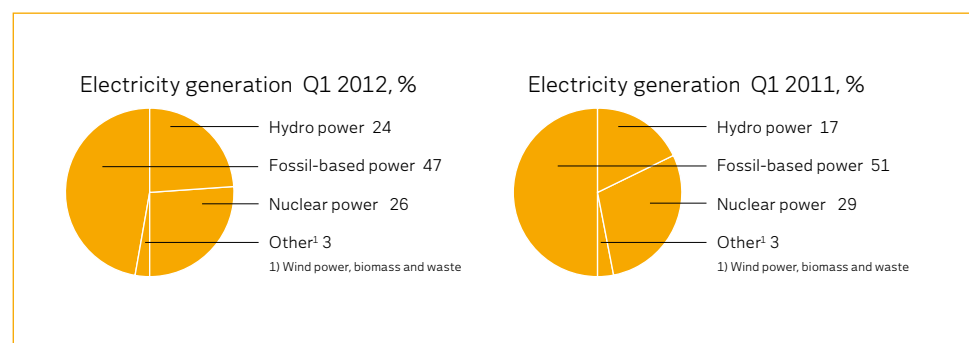 Electricity generation Q1 2012, %
Hydro power 24
Fossil-based power 47
Nuclear power 26
Other¹ 3
1) Wind power, biomass and waste
Electricity generation Q1 2011, %
Hydro power 17
Fossil-based power 51
Nuclear power 29
Other¹ 3
1) Wind power, biomass and waste